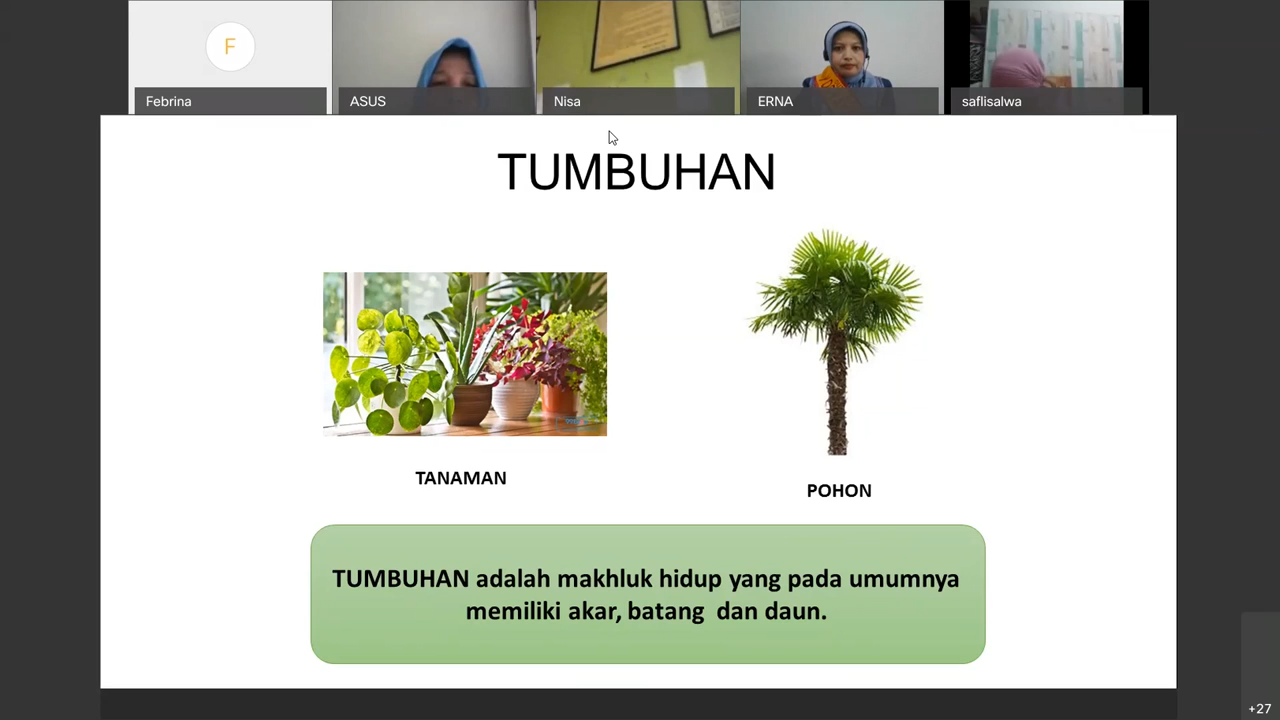 Febrina
ASUS
Nisa
ERNA
saflisalwa
TUMBUHAN
TANAMAN
POHON
TUMBUHAN adalah makhluk hidup yang pada umumnya
memiliki akar, batang dan daun.
+27